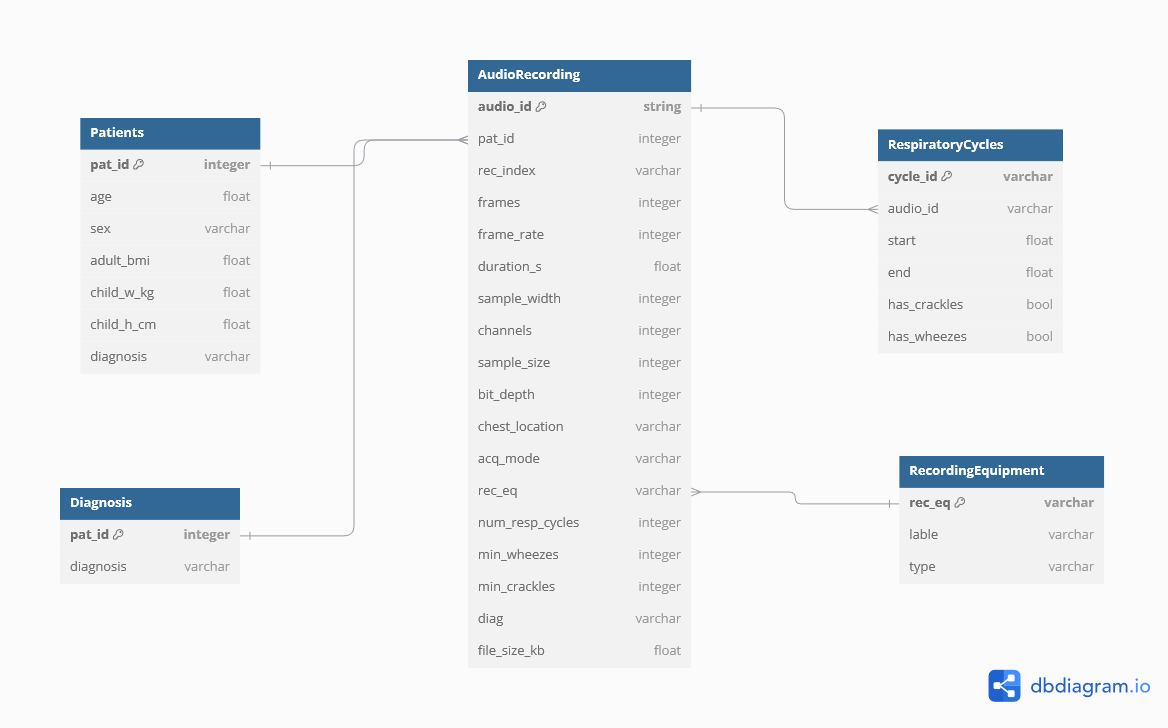 Patients
pat_id integer
age float
sex varchar
adult_bmi float
child_w_kg float
child_h_cm float
diagnosis varchar
Diagnosis
pat_id integer
diagnosis varchar
AudioRecording
audio_id string
pat_id integer
rec_index varchar
frames integer
frame_rate integer
duration_s float
sample_width integer
channels integer
sample_size integer
bit_depth integer
chest_location varchar
acq_mode varchar
rec_eq varchar
num_resp_cycles integer
min_wheezes integer
min_crackles integer
diag varchar
file_size_kb float
RespiratoryCycles
cycle_id varchar
audio_id varchar
start float
end float
has_crackles bool
has_wheezes bool
RecordingEquipment
rec_eq varchar
lable varchar
type varchar
dbdiagram.io